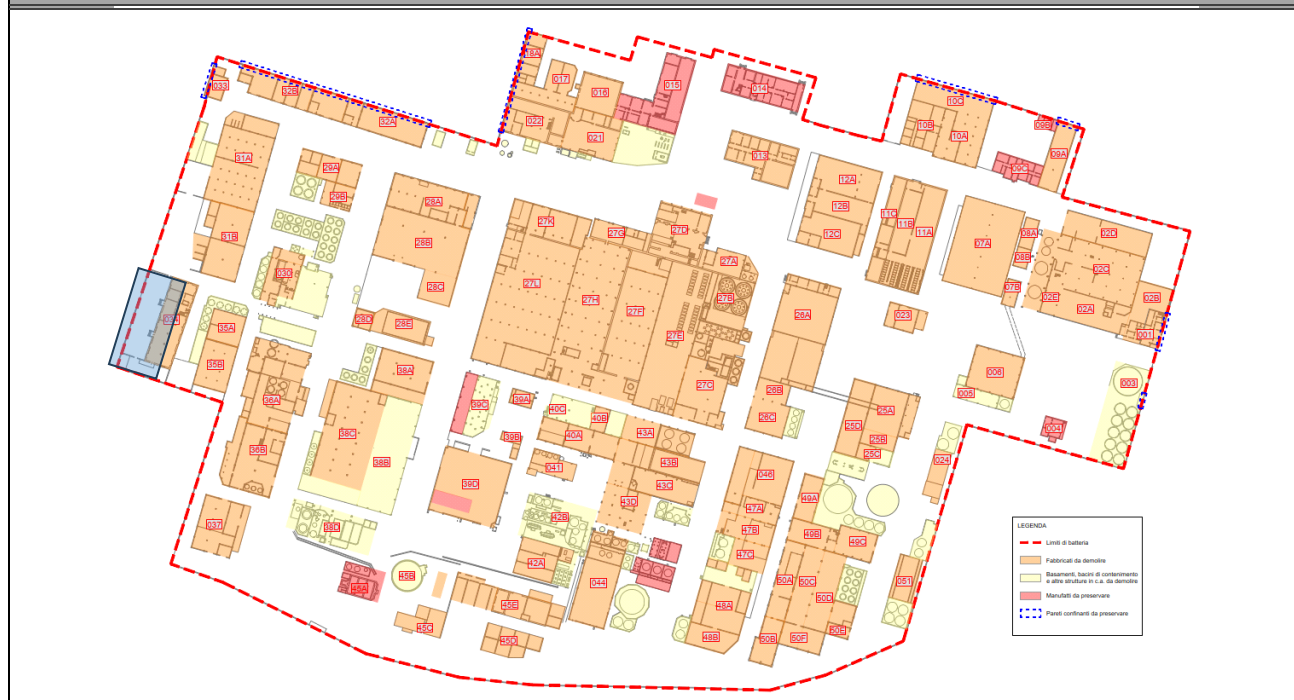 18A
033
017
015
32B
016
014
10C
32A
022
021
10B
09B
10A
013
09A
31A
29A
09C
12A
29B
28A
12B
11C
27K
11B
31B
28B
27G
27D
12C
11A
07A
08A
02D
27A
08B
02C
030
27L
28C
27H
27B
07B
02E
02B
27F
26A
02A
034
28D
28E
023
35A
27E
001
35B
38A
27C
006
003
36A
26B
005
39C
39A
40C
40B
26C
25A
43A
25D
004
38C
39B
40A
25B
36B
38B
041
43B
25C
024
39D
43C
046
49A
43D
47A
037
38D
42B
47B
49B
49C
47C
42A
45B
044
50A
50C
051
45A
45E
48A
50D
45C
50E
45D
48B
50B
50F
LEGENDA
Limiti di batteria
Fabbricati da demolire
Basamenti, bacini di contenimento
e altre strutture in c.a. da demolire
Manufatti da preservare
Pareti confinanti da preservare